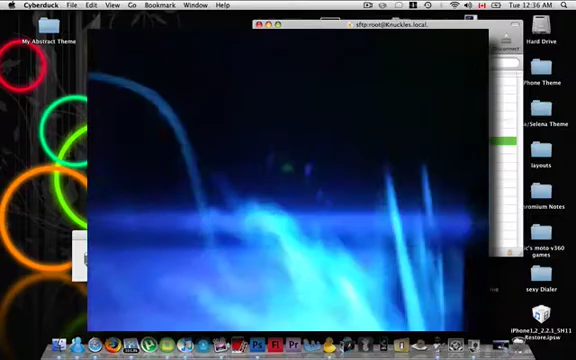 Cyberduck File Edit View Go Bookmark Window Help
Tue 12:36 AM
My Abstract Theme
sftp:root@Knuckles.local.
Hard Drive
Phone Theme
a/Selena Theme
layouts
romium Notes
ic's moto v360
games
sexy Dialer
iPhone1,2_2.2.1_5H11
Restore.ipsw